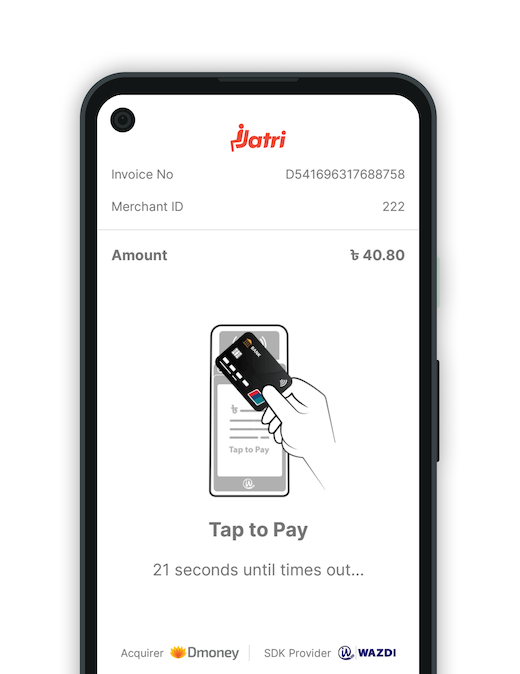 Jatri
Invoice No D541696317688758
Merchant ID 222
Amount ৳ 40.80
BANK
৳
Tap to Pay
Tap to Pay
21 seconds until times out...
Acquirer Dmoney SDK Provider WAZDI